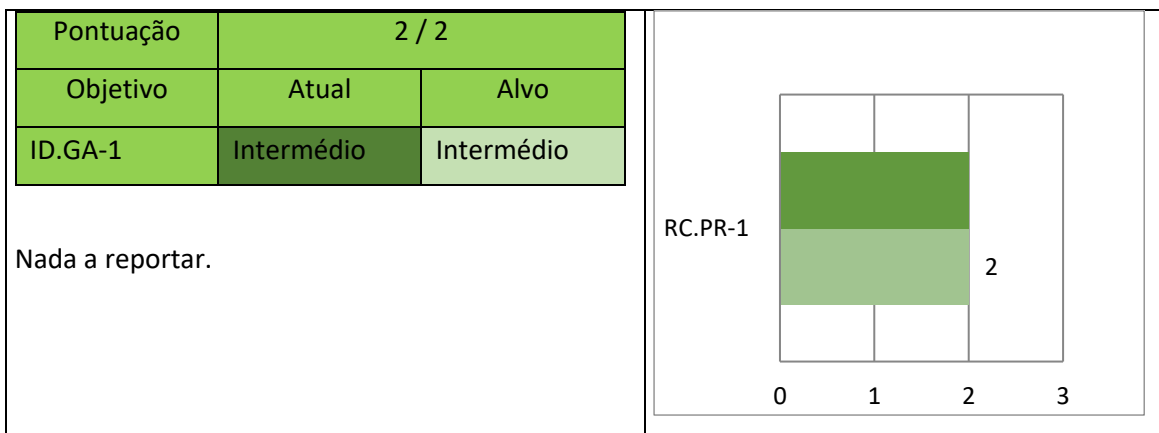 Pontuação 2 / 2
Objetivo Atual Alvo
ID.GA-1 Intermédio Intermédio
Nada a reportar.
RC.PR-1
2
0 1 2 3